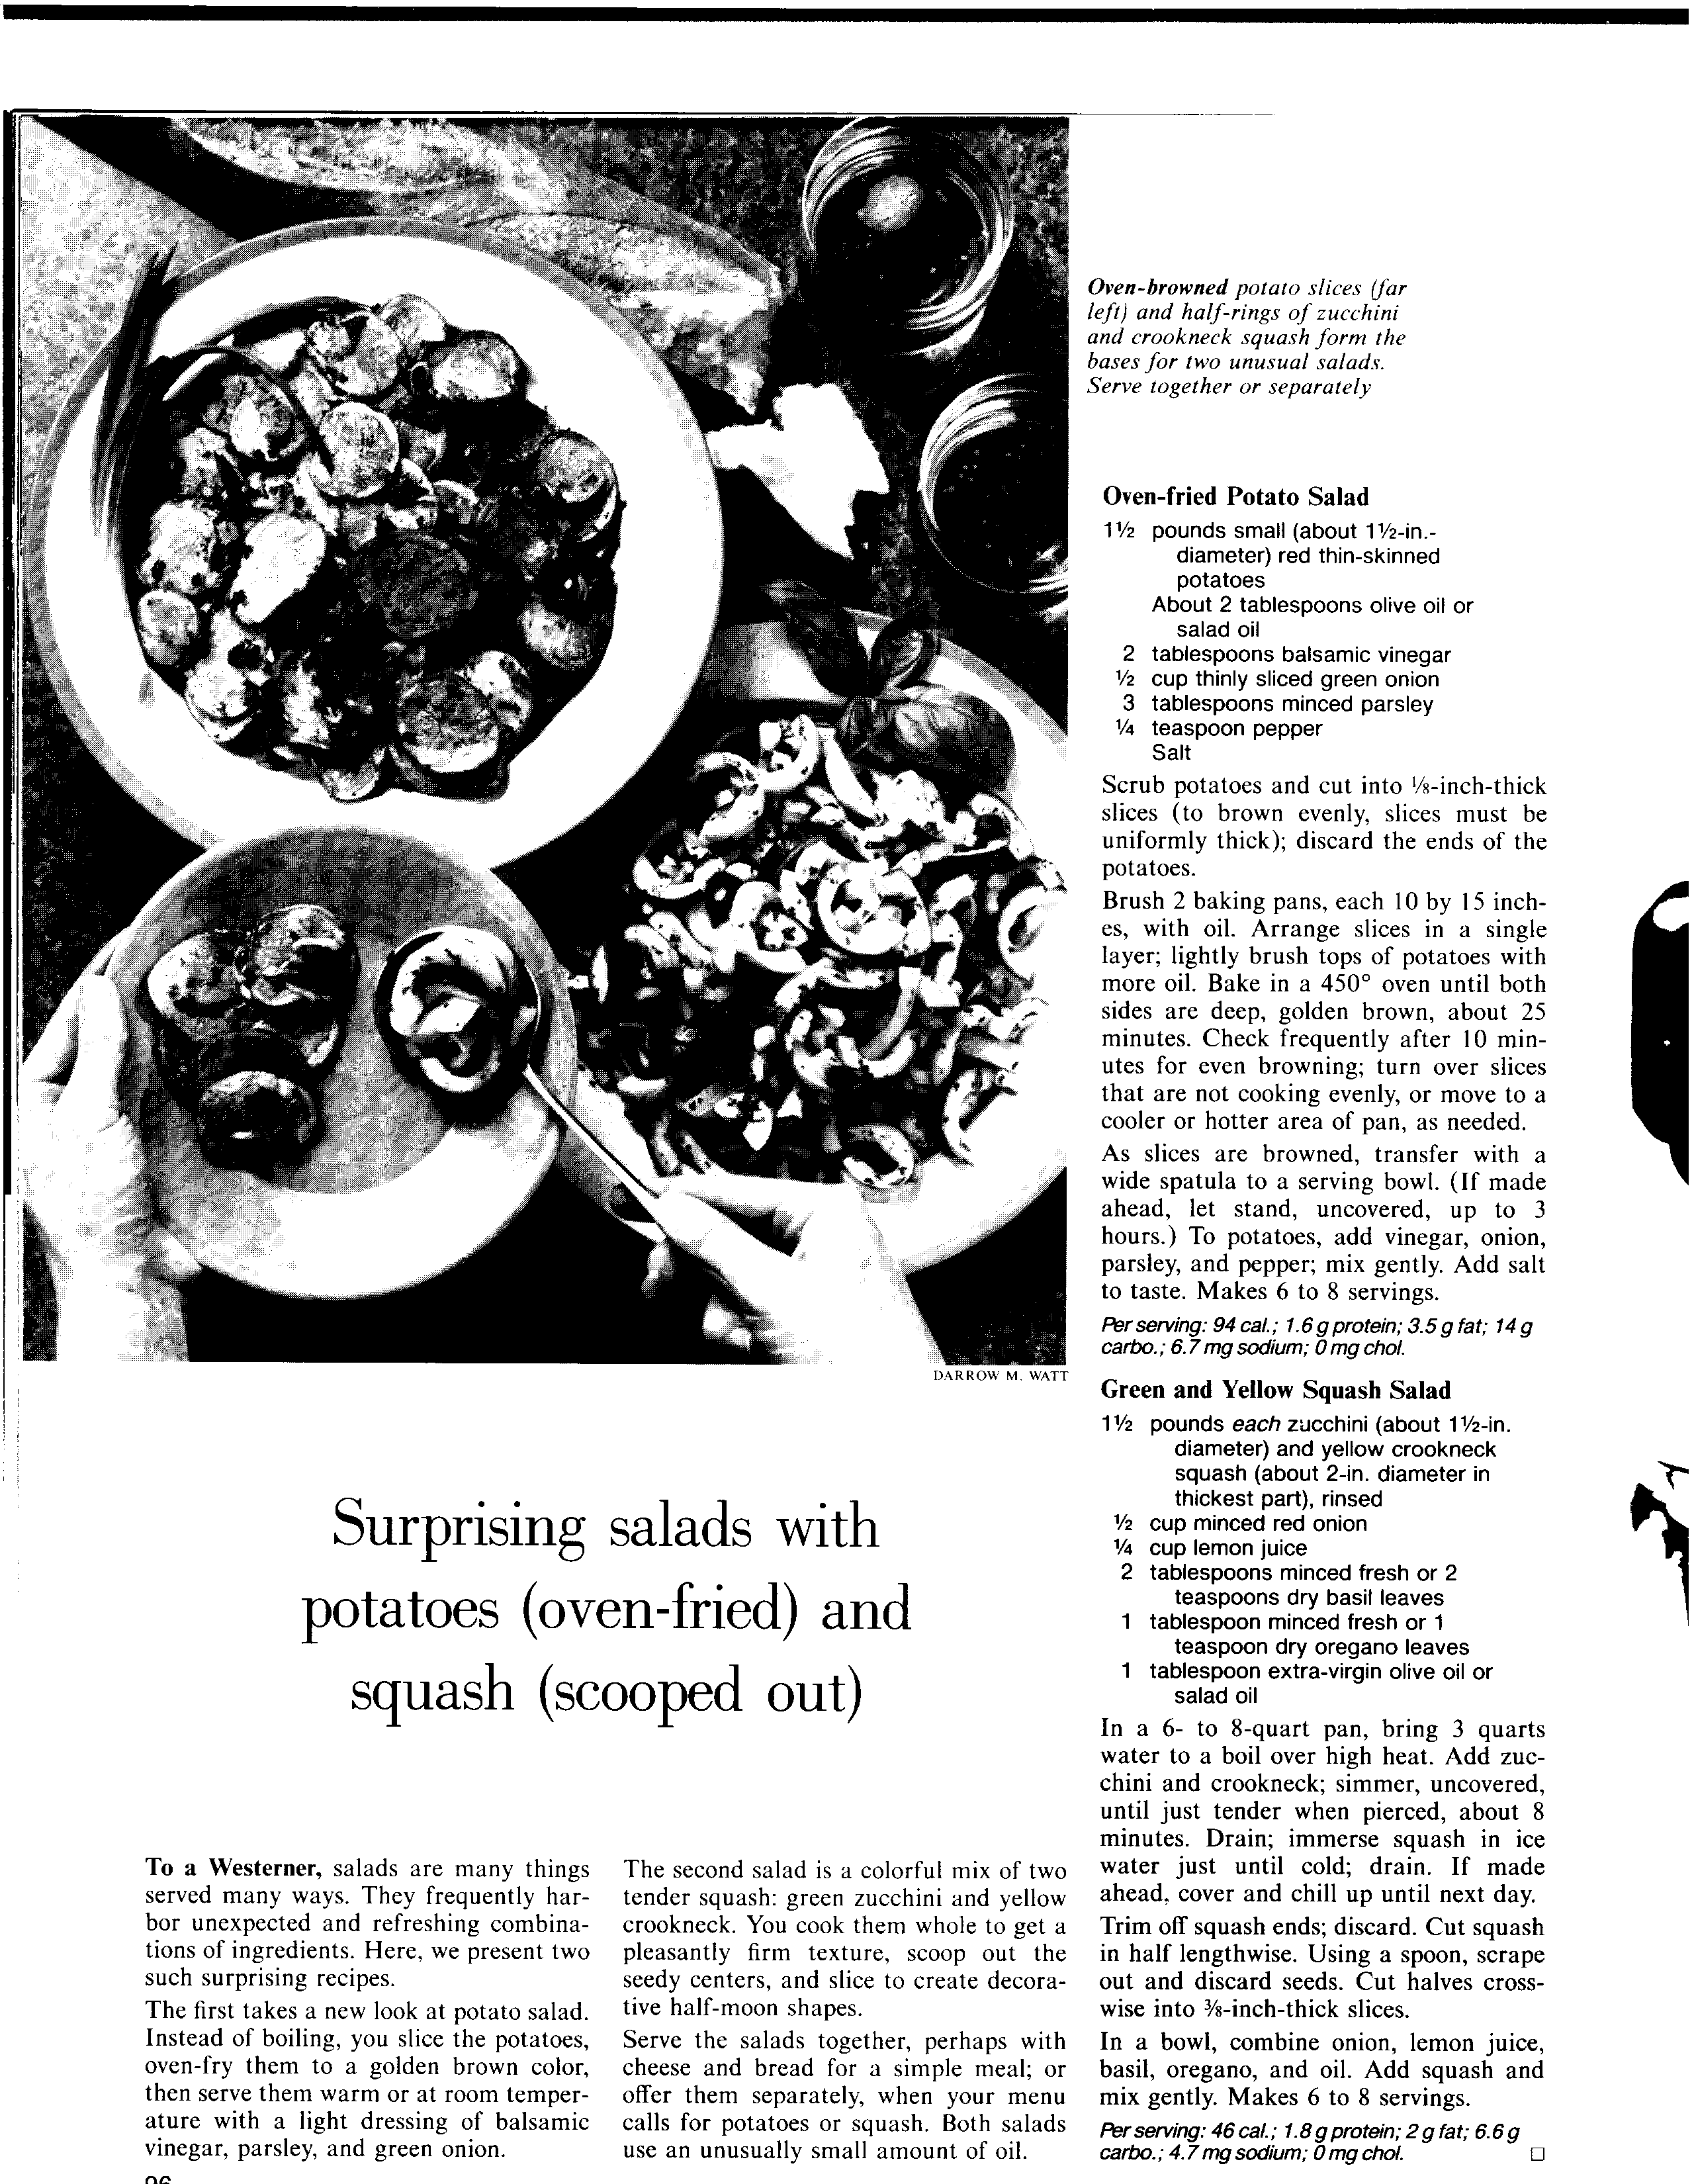 Oven-browned potato slices (far
left) and half-rings of zucchini
and crookneck squash form the
bases for two unusual salads.
Serve together or separately
DARROW M. WATT
Surprising salads with
potatoes (oven-fried) and
squash (scooped out)
To a Westerner, salads are many things
served many ways. They frequently har-
bor unexpected and refreshing combina-
tions of ingredients. Here, we present two
such surprising recipes.
The first takes a new look at potato salad.
Instead of boiling, you slice the potatoes,
oven-fry them to a golden brown color,
then serve them warm or at room temper-
ature with a light dressing of balsamic
vinegar, parsley, and green onion.
The second salad is a colorful mix of two
tender squash: green zucchini and yellow
crookneck. You cook them whole to get a
pleasantly firm texture, scoop out the
seedy centers, and slice to create decora-
tive half-moon shapes.
Serve the salads together, perhaps with
cheese and bread for a simple meal; or
offer them separately, when your menu
calls for potatoes or squash. Both salads
use an unusually small amount of oil.
Oven-fried Potato Salad
1½ pounds small (about 1½-in.-
diameter) red thin-skinned
potatoes
About 2 tablespoons olive oil or
salad oil
2 tablespoons balsamic vinegar
½ cup thinly sliced green onion
3 tablespoons minced parsley
¼ teaspoon pepper
Salt
Scrub potatoes and cut into ⅛-inch-thick
slices (to brown evenly, slices must be
uniformly thick); discard the ends of the
potatoes.
Brush 2 baking pans, each 10 by 15 inch-
es, with oil. Arrange slices in a single
layer; lightly brush tops of potatoes with
more oil. Bake in a 450° oven until both
sides are deep, golden brown, about 25
minutes. Check frequently after 10 min-
utes for even browning; turn over slices
that are not cooking evenly, or move to a
cooler or hotter area of pan, as needed.
As slices are browned, transfer with a
wide spatula to a serving bowl. (If made
ahead, let stand, uncovered, up to 3
hours.) To potatoes, add vinegar, onion,
parsley, and pepper; mix gently. Add salt
to taste. Makes 6 to 8 servings.
Per serving: 94 cal.; 1.6 g protein; 3.5 g fat; 14 g
carbo.; 6.7 mg sodium; 0 mg chol.
Green and Yellow Squash Salad
1½ pounds each zucchini (about 1½-in.
diameter) and yellow crookneck
squash (about 2-in. diameter in
thickest part), rinsed
½ cup minced red onion
¼ cup lemon juice
2 tablespoons minced fresh or 2
teaspoons dry basil leaves
1 tablespoon minced fresh or 1
teaspoon dry oregano leaves
1 tablespoon extra-virgin olive oil or
salad oil
In a 6- to 8-quart pan, bring 3 quarts
water to a boil over high heat. Add zuc-
chini and crookneck; simmer, uncovered,
until just tender when pierced, about 8
minutes. Drain; immerse squash in ice
water just until cold; drain. If made
ahead, cover and chill up until next day.
Trim off squash ends; discard. Cut squash
in half lengthwise. Using a spoon, scrape
out and discard seeds. Cut halves cross-
wise into ⅜-inch-thick slices.
In a bowl, combine onion, lemon juice,
basil, oregano, and oil. Add squash and
mix gently. Makes 6 to 8 servings.
Per serving: 46 cal.; 1.8 g protein; 2 g fat; 6.6 g
carbo.; 4.7 mg sodium; 0 mg chol. □